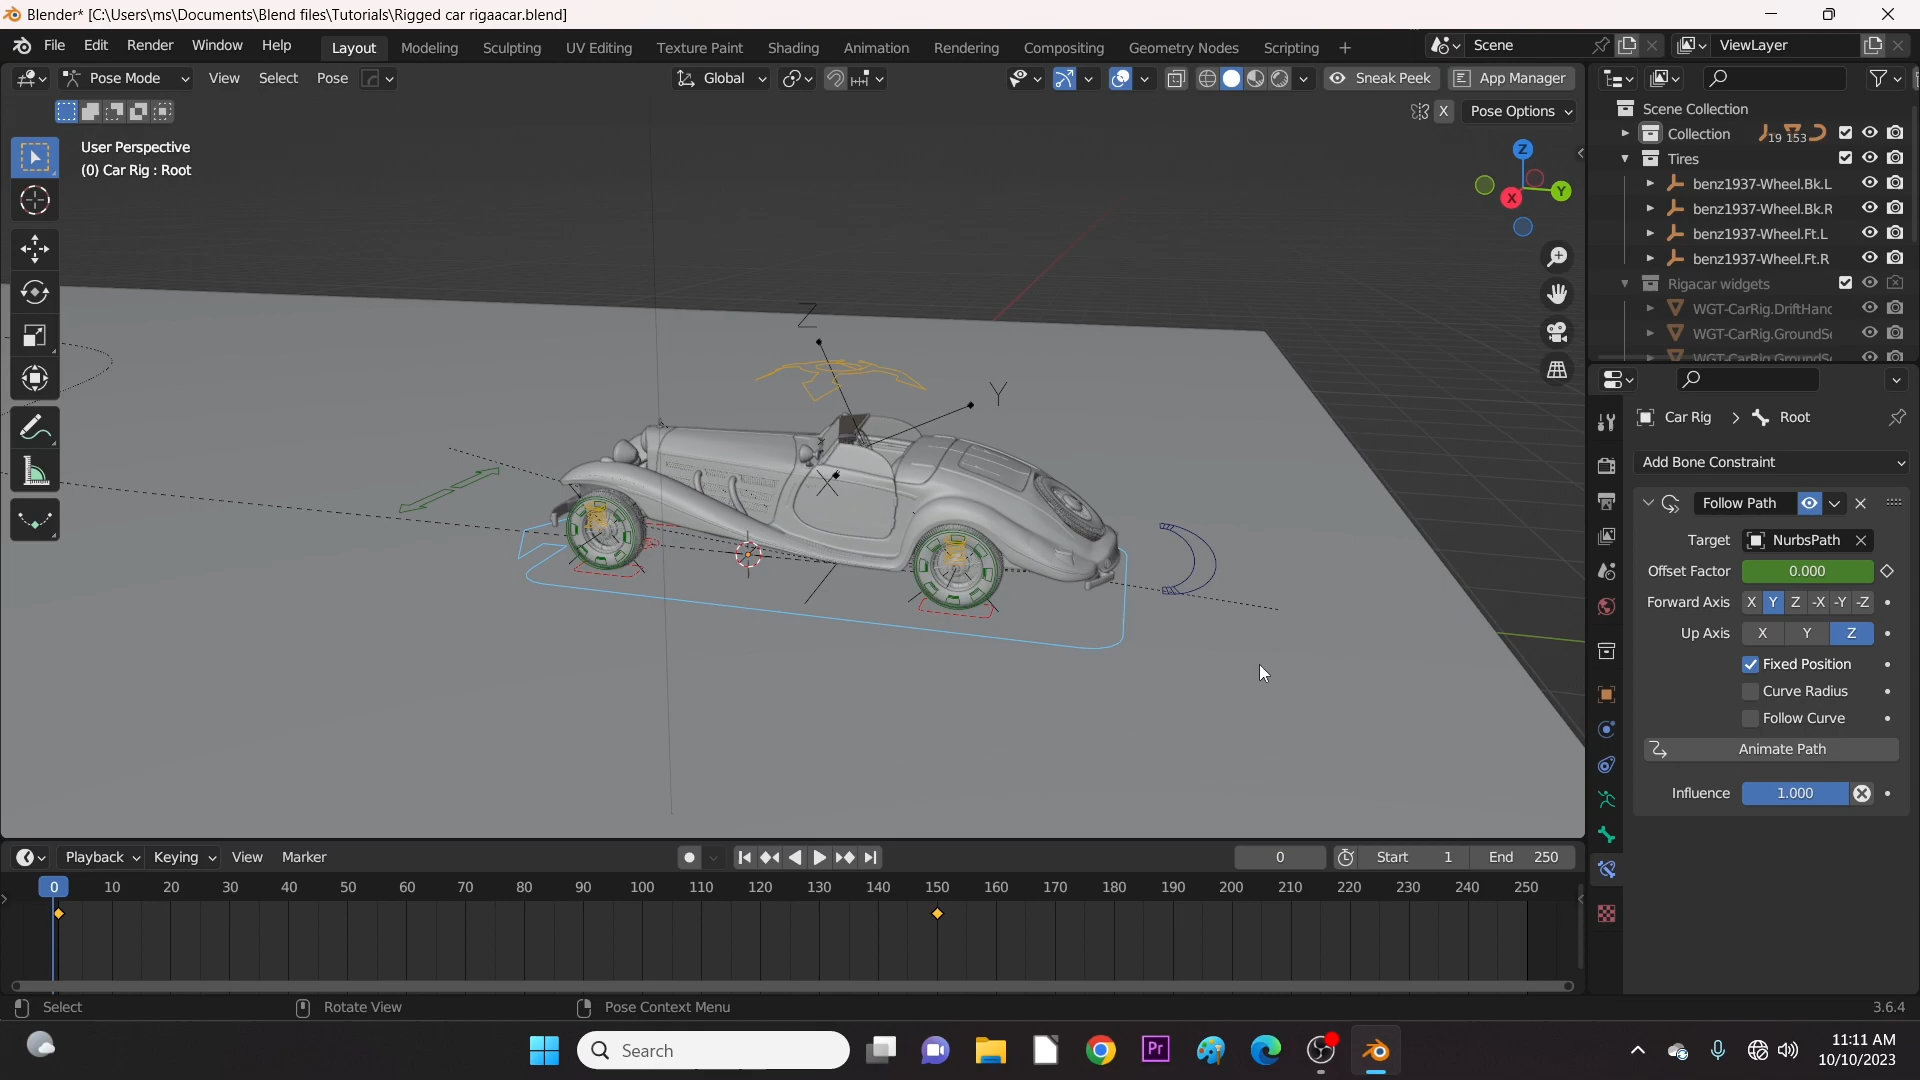 Blender* [C:\Users\ms\Documents\Blend files\Tutorials\Rigged car rigaacar.blend]
File Edit Render Window Help Layout Modeling Sculpting UV Editing Texture Paint Shading Animation Rendering Compositing Geometry Nodes Scripting + Scene ViewLayer
Pose Mode View Select Pose Global Sneak Peek App Manager
X Pose Options
User Perspective
(0) Car Rig : Root
Z
Y
X
Z
Y
X
Scene Collection
Collection 19 153
Tires
benz1937-Wheel.Bk.L
benz1937-Wheel.Bk.R
benz1937-Wheel.Ft.L
benz1937-Wheel.Ft.R
Rigacar widgets
WGT-CarRig.DriftHanc
WGT-CarRig.GroundS
WGT-CarRig.GroundS
Car Rig > Root
Add Bone Constraint
Follow Path
Target NurbsPath
Offset Factor 0.000
Forward Axis X Y Z -X -Y -Z
Up Axis X Y Z
Fixed Position
Curve Radius
Follow Curve
Animate Path
Influence 1.000
Playback Keying View Marker 0 Start 1 End 250
0 10 20 30 40 50 60 70 80 90 100 110 120 130 140 150 160 170 180 190 200 210 220 230 240 250
Select Rotate View Pose Context Menu 3.6.4
Search Pr 11:11 AM
10/10/2023